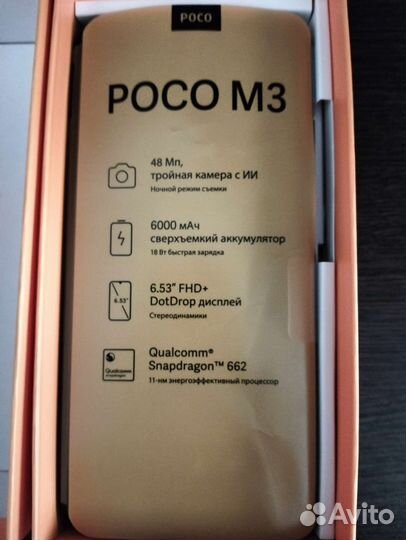 POCO
POCO M3
48 Мп,
тройная камера с ИИ
Ночной режим съемки
6000 мАч
сверхъемкий аккумулятор
18 Вт быстрая зарядка
6.53"
6.53" FHD+
DotDrop дисплей
Стереодинамики
Qualcomm
snapdragon
Qualcomm®
Snapdragon™ 662
11-нм энергоэффективный процессор
Avito